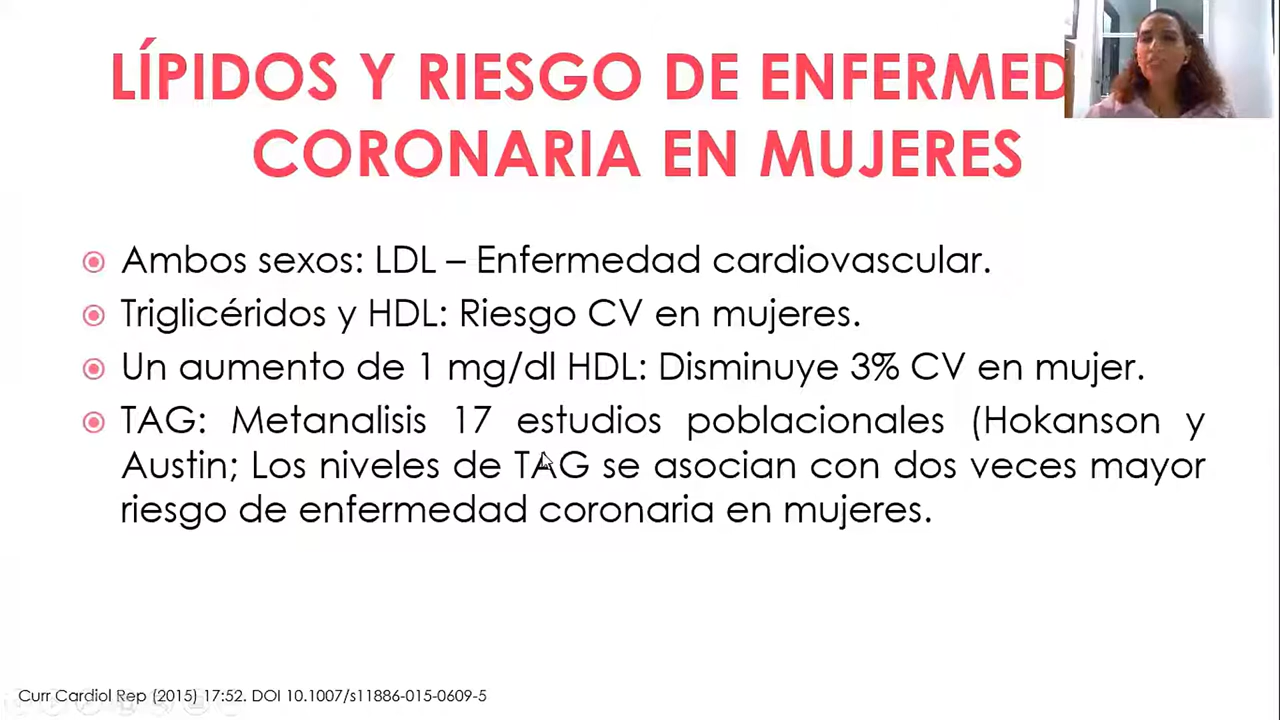 LÍPIDOS Y RIESGO DE ENFERMED
CORONARIA EN MUJERES
Ambos sexos: LDL – Enfermedad cardiovascular.
Triglicéridos y HDL: Riesgo CV en mujeres.
Un aumento de 1 mg/dl HDL: Disminuye 3% CV en mujer.
TAG: Metanalisis 17 estudios poblacionales (Hokanson y
Austin; Los niveles de TAG se asocian con dos veces mayor
riesgo de enfermedad coronaria en mujeres.
Curr Cardiol Rep (2015) 17:52. DOI 10.1007/s11886-015-0609-5